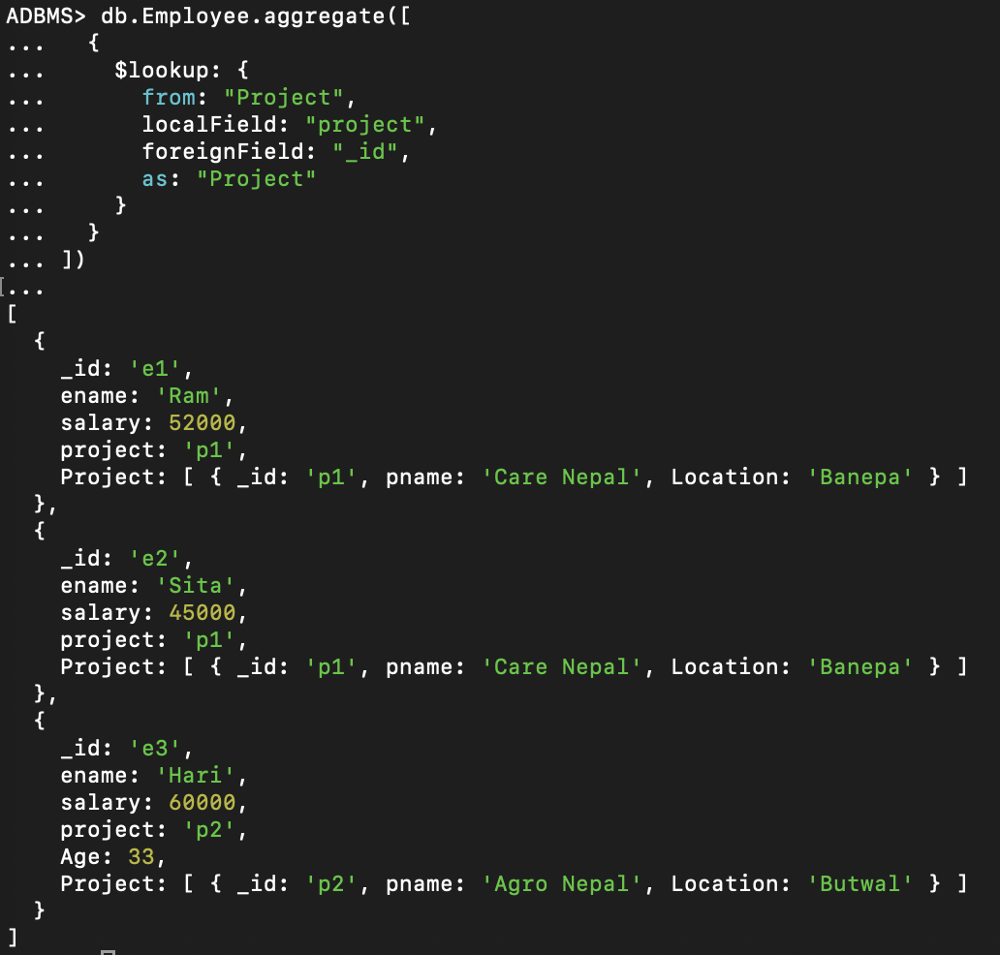 ADBMS> db.Employee.aggregate([
...   {
...     $lookup: {
...       from: "Project",
...       localField: "project",
...       foreignField: "_id",
...       as: "Project"
...     }
...   }
... ])
[...
[
  {
    _id: 'e1',
    ename: 'Ram',
    salary: 52000,
    project: 'p1',
    Project: [ { _id: 'p1', pname: 'Care Nepal', Location: 'Banepa' } ]
  },
  {
    _id: 'e2',
    ename: 'Sita',
    salary: 45000,
    project: 'p1',
    Project: [ { _id: 'p1', pname: 'Care Nepal', Location: 'Banepa' } ]
  },
  {
    _id: 'e3',
    ename: 'Hari',
    salary: 60000,
    project: 'p2',
    Age: 33,
    Project: [ { _id: 'p2', pname: 'Agro Nepal', Location: 'Butwal' } ]
  }
]